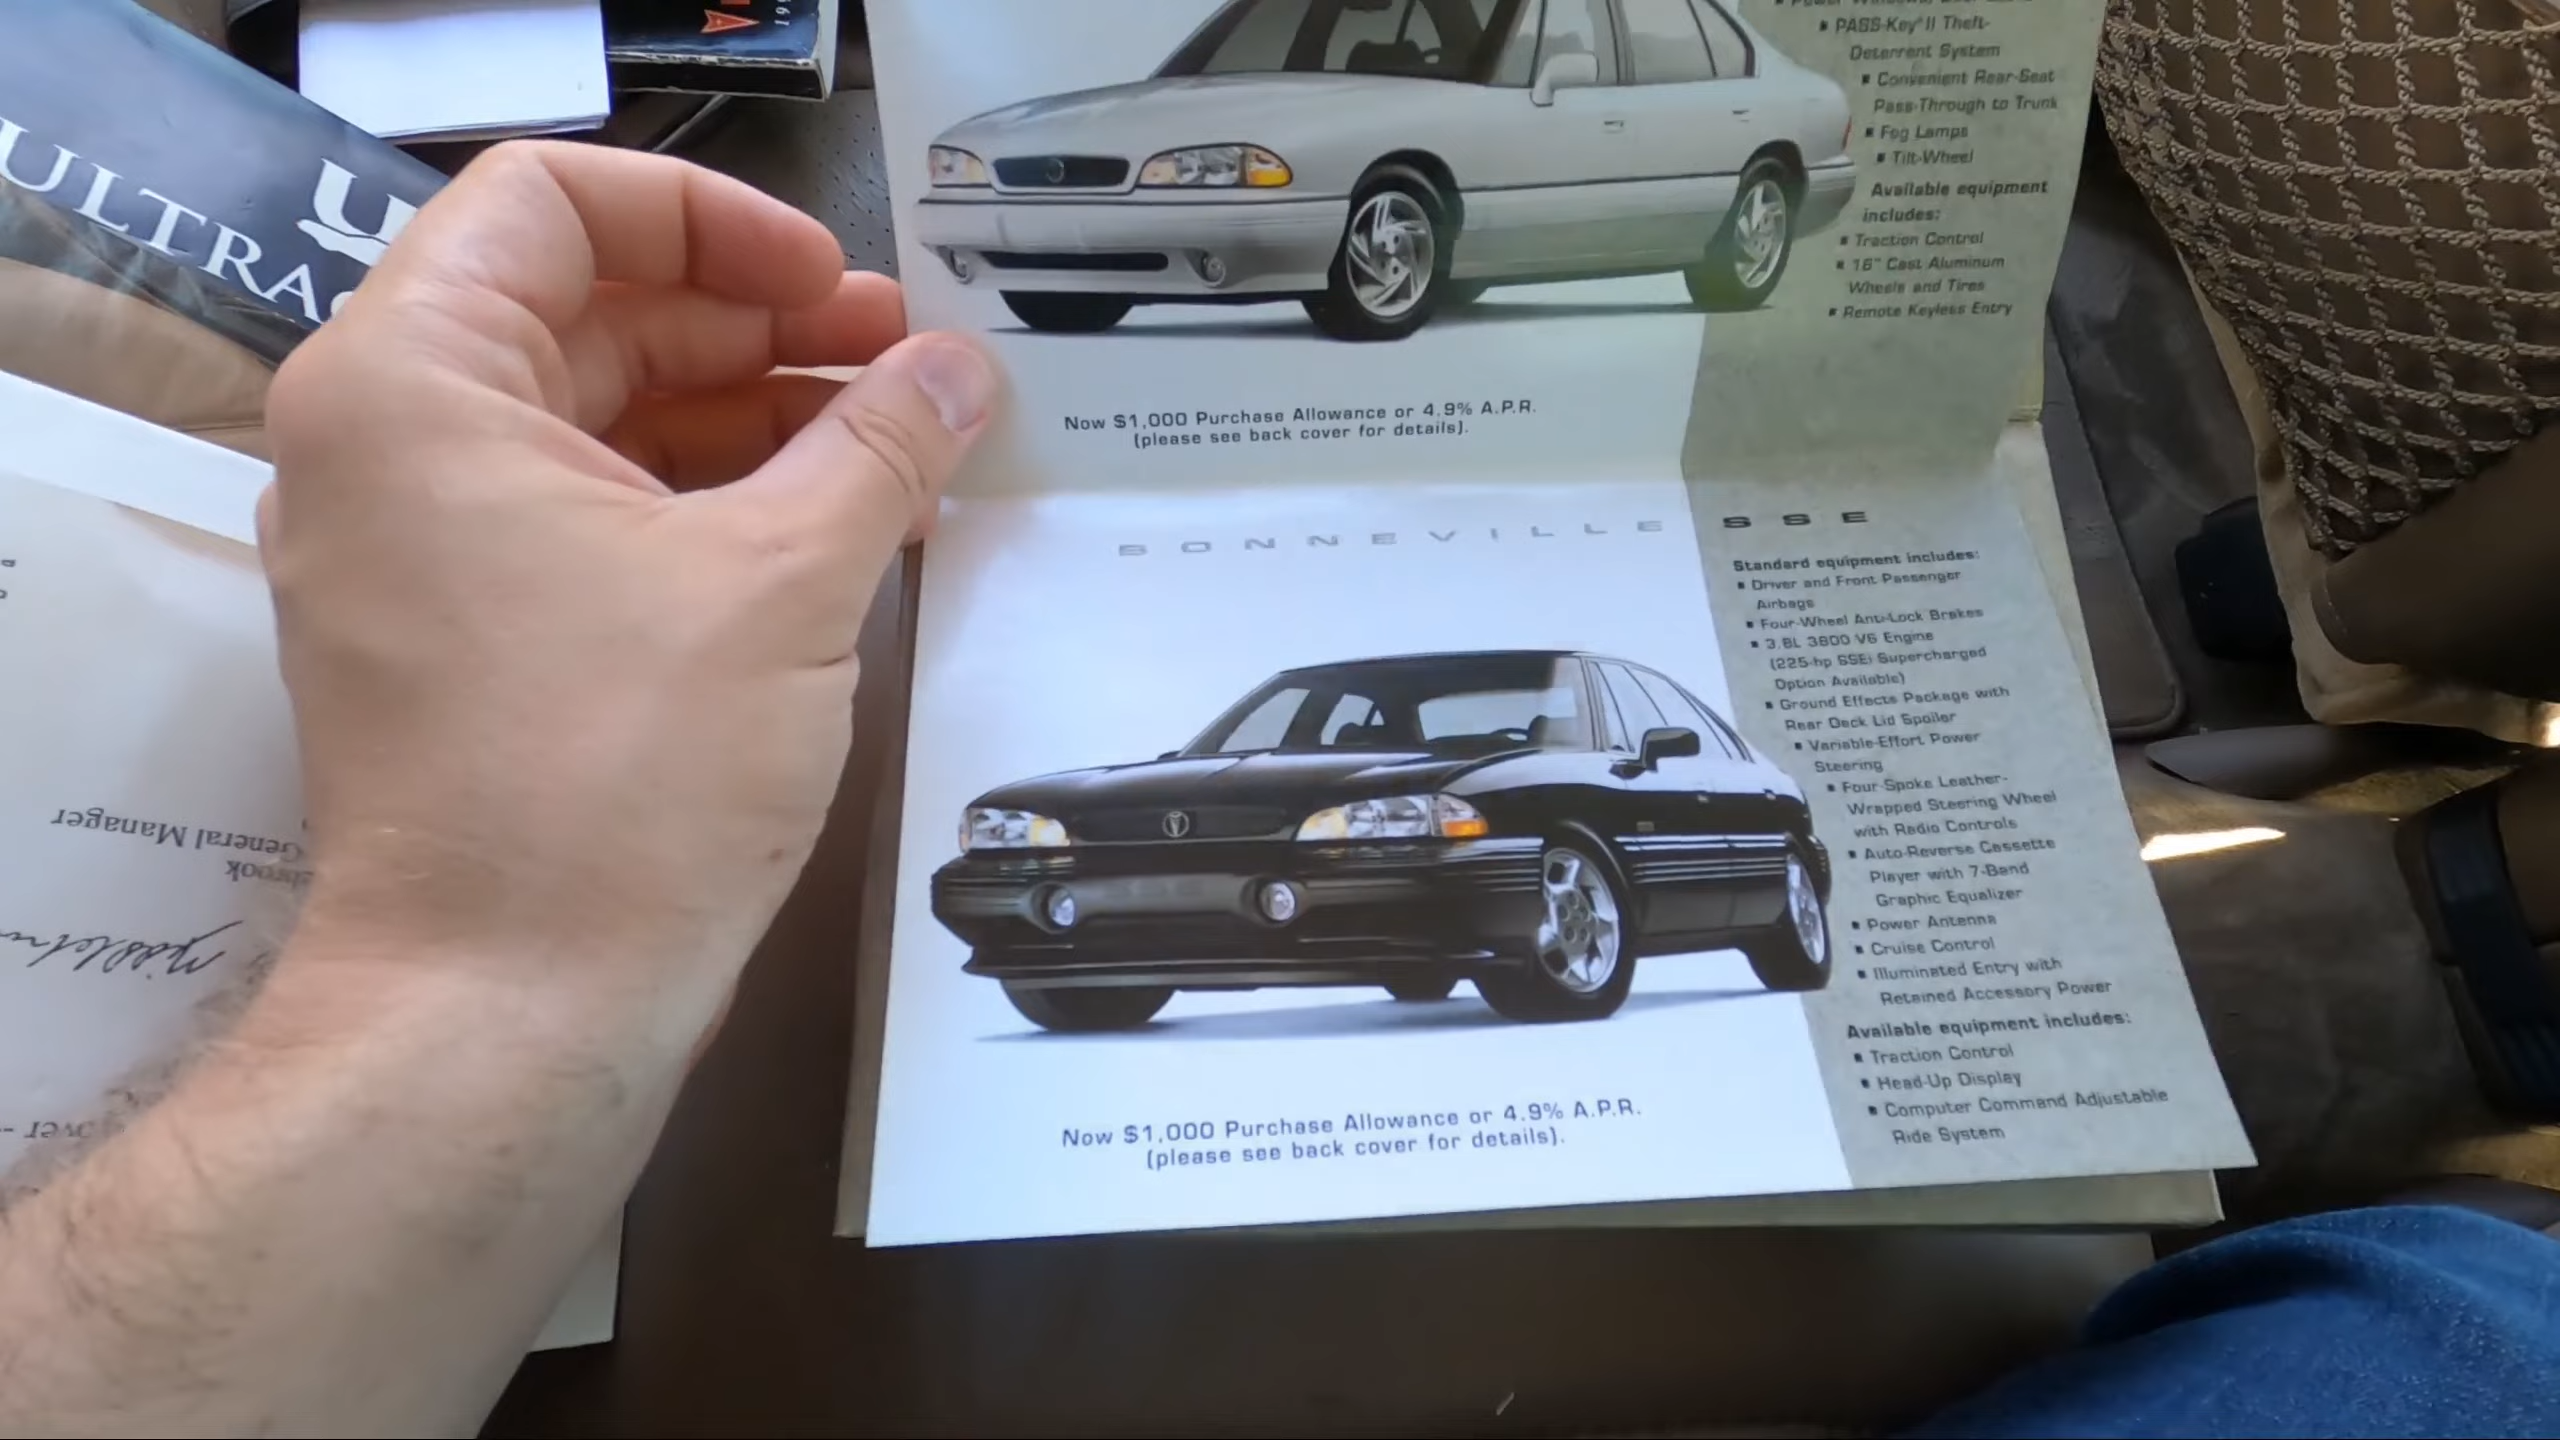 ULTRA
PASS-Key® II Theft-
Deterrent System
Convenient Rear-Seat
Pass-Through to Trunk
Fog Lamps
Tilt-Wheel
Available equipment
includes:
Traction Control
16" Cast Aluminum
Wheels and Tires
Remote Keyless Entry
Now $1,000 Purchase Allowance or 4.9% A.P.R.
(please see back cover for details).
BONNEVILLE SSE
Standard equipment includes:
Driver and Front Passenger
Airbags
Four-Wheel Anti-Lock Brakes
3.8L 3800 V6 Engine
(225-hp SSEi Supercharged
Option Available)
Ground Effects Package with
Rear Deck Lid Spoiler
Variable-Effort Power
Steering
Four-Spoke Leather-
Wrapped Steering Wheel
with Radio Controls
Auto-Reverse Cassette
Player with 7-Band
Graphic Equalizer
Power Antenna
Cruise Control
Illuminated Entry with
Retained Accessory Power
Available equipment includes:
Traction Control
Head-Up Display
Computer Command Adjustable
Ride System
Now $1,000 Purchase Allowance or 4.9% A.P.R.
(please see back cover for details).
General Manager